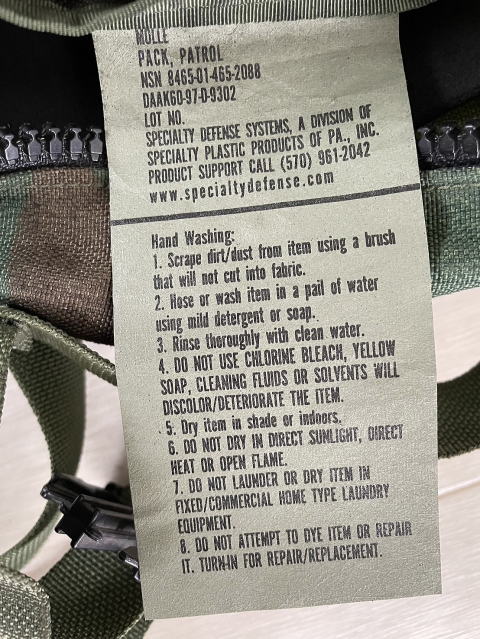 MOLLE
PACK, PATROL
NSN 8465-01-465-2088
DAAK60-97-D-9302
LOT NO.
SPECIALTY DEFENSE SYSTEMS, A DIVISION OF
SPECIALTY PLASTIC PRODUCTS OF PA., INC.
PRODUCT SUPPORT CALL (570) 961-2042
www.specialtydefense.com
Hand Washing:
1. Scrape dirt/dust from item using a brush
that will not cut into fabric.
2. Hose or wash item in a pail of water
using mild detergent or soap.
3. Rinse thoroughly with clean water.
4. DO NOT USE CHLORINE BLEACH, YELLOW
SOAP, CLEANING FLUIDS OR SOLVENTS WILL
DISCOLOR/DETERIORATE THE ITEM.
5. Dry item in shade or indoors.
6. DO NOT DRY IN DIRECT SUNLIGHT, DIRECT
HEAT OR OPEN FLAME.
7. DO NOT LAUNDER OR DRY ITEM IN
FIXED/COMMERCIAL HOME TYPE LAUNDRY
EQUIPMENT.
8. DO NOT ATTEMPT TO DYE ITEM OR REPAIR
IT. TURN-IN FOR REPAIR/REPLACEMENT.